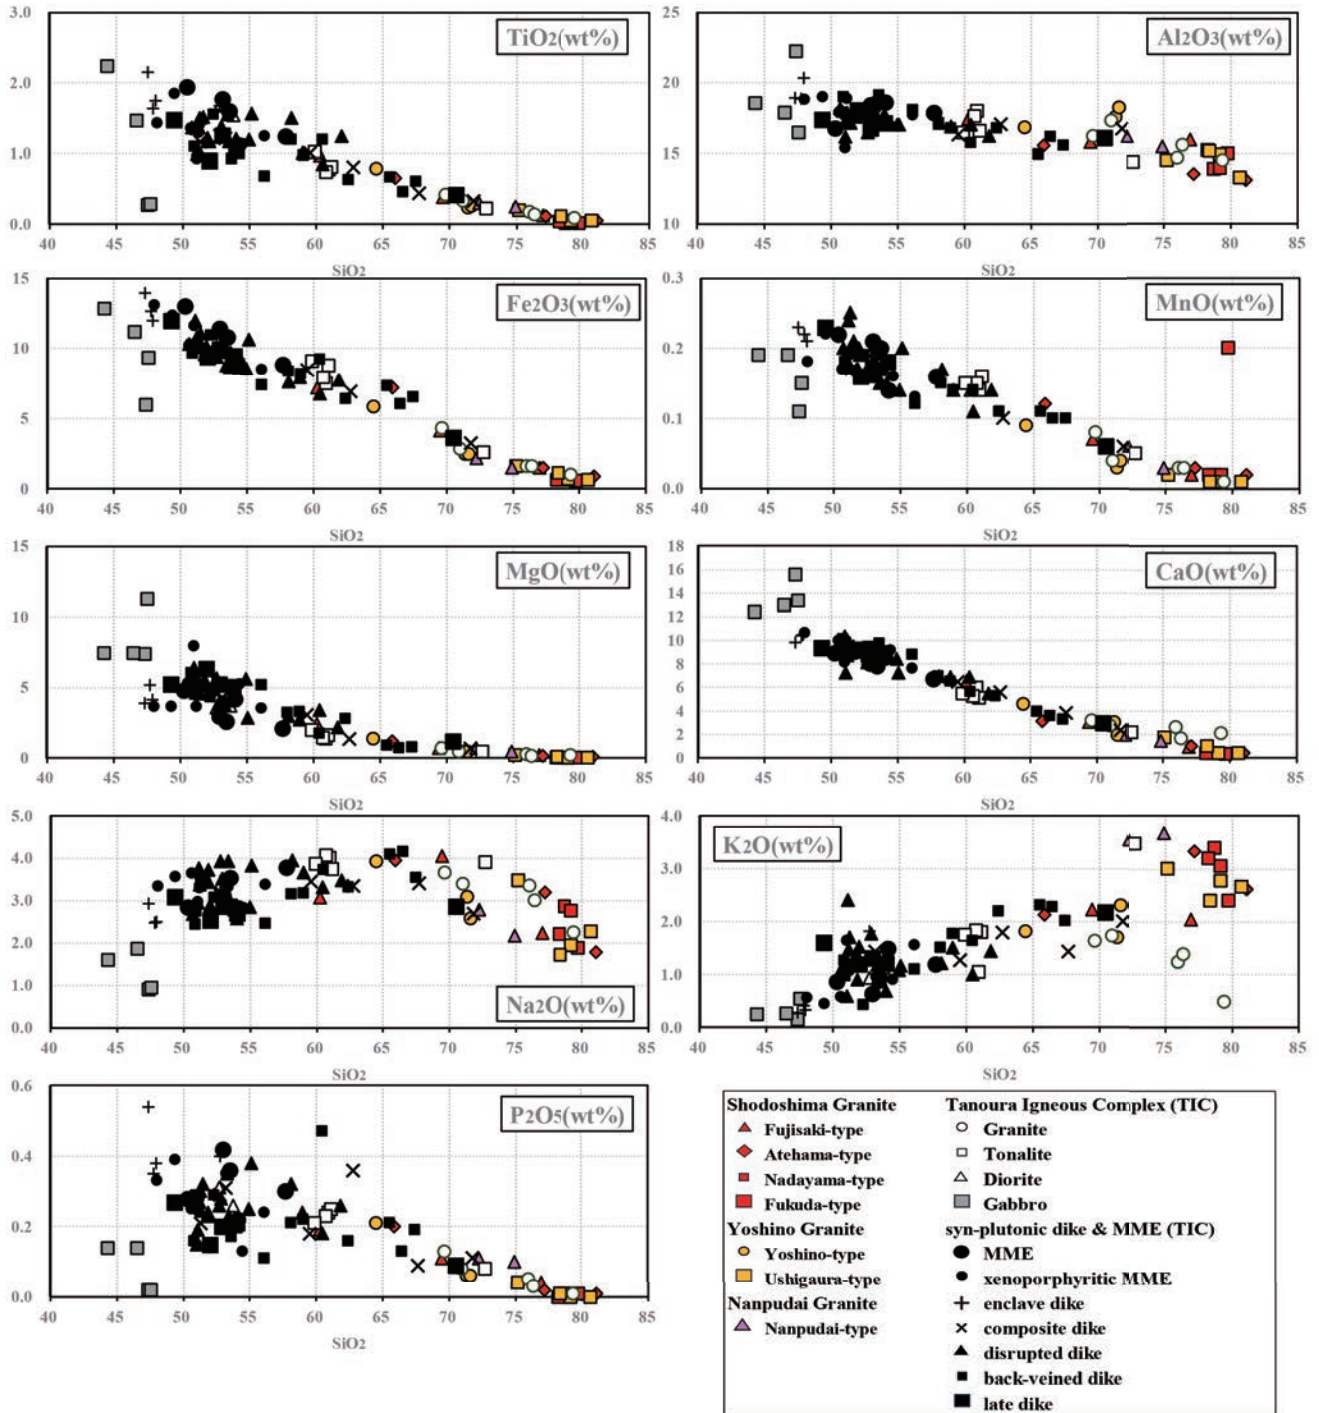 TiO2(wt%)
3.0
2.0
1.0
0.0
40 45 50 55 60 65 70 75 80 85
SiO2
Al2O3(wt%)
25
20
15
10
40 45 50 55 60 65 70 75 80 85
Fe2O3(wt%)
15
10
5
0
40 45 50 55 60 65 70 75 80 85
SiO2
MnO(wt%)
0.3
0.2
0.1
0.0
40 45 50 55 60 65 70 75 80 85
SiO2
MgO(wt%)
15
10
5
0
40 45 50 55 60 65 70 75 80 85
SiO2
CaO(wt%)
18
16
14
12
10
8
6
4
2
0
40 45 50 55 60 65 70 75 80 85
SiO2
Na2O(wt%)
5.0
4.0
3.0
2.0
1.0
0.0
40 45 50 55 60 65 70 75 80 85
SiO2
K2O(wt%)
4.0
3.0
2.0
1.0
0.0
40 45 50 55 60 65 70 75 80 85
SiO2
P2O5(wt%)
0.6
0.4
0.2
0.0
40 45 50 55 60 65 70 75 80 85
SiO2
Shodoshima Granite
Fujisaki-type
Atehama-type
Nadayama-type
Fukuda-type
Yoshino Granite
Yoshino-type
Ushigaura-type
Nanpudai Granite
Nanpudai-type
Tanoura Igneous Complex (TIC)
Granite
Tonalite
Diorite
Gabbro
syn-plutonic dike & MME (TIC)
MME
xenoporphyritic MME
enclave dike
composite dike
disrupted dike
back-veined dike
late dike